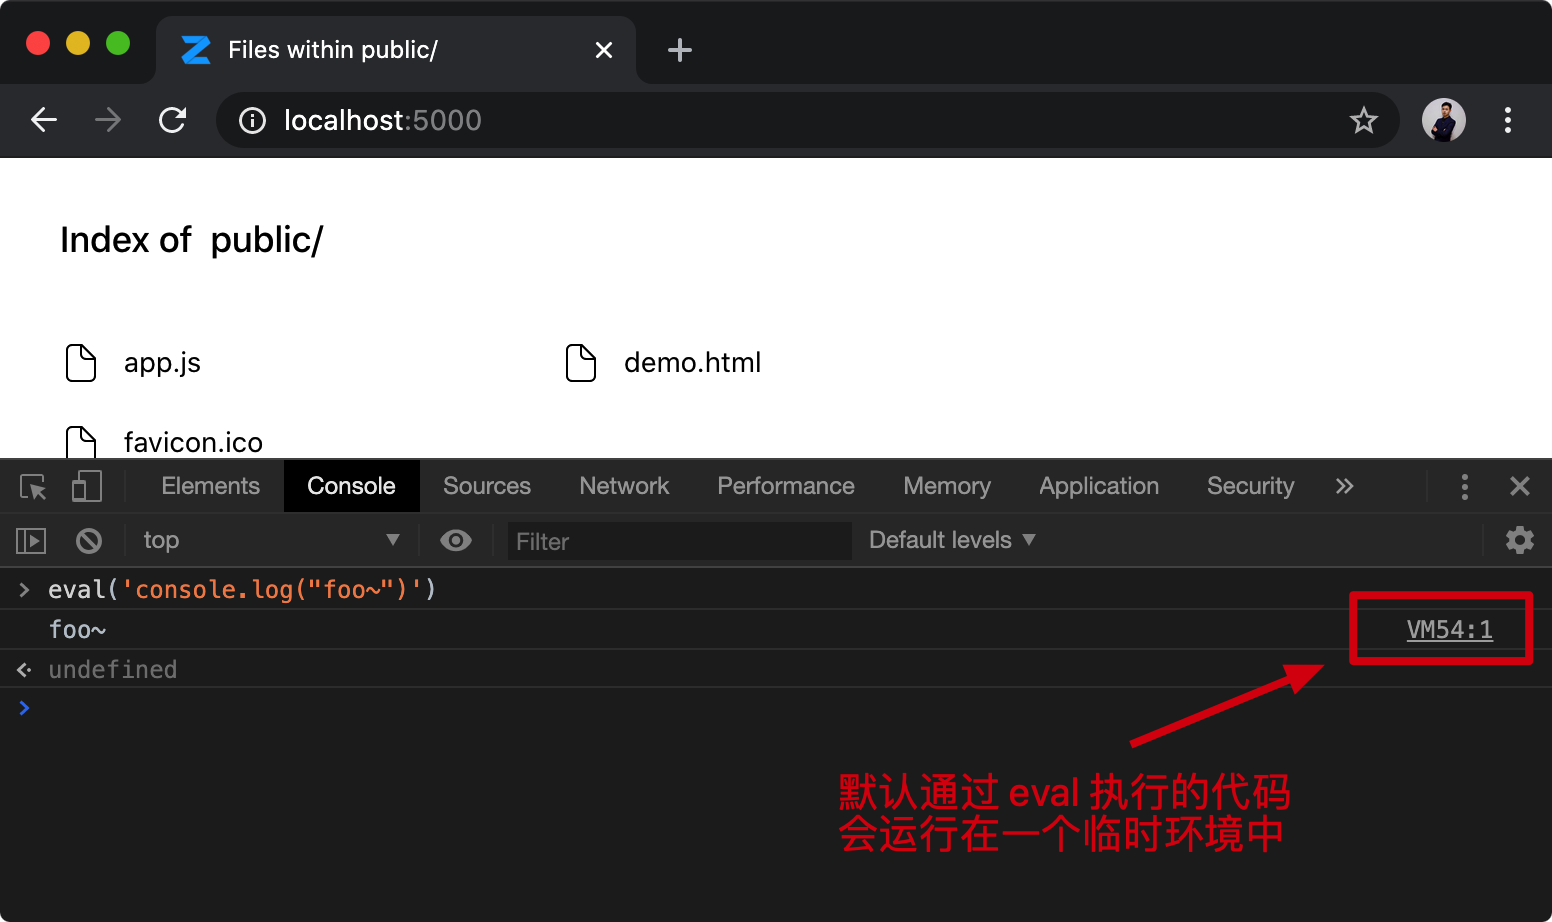 Files within public/
localhost:5000
Index of public/
app.js
demo.html
favicon.ico
Elements Console Sources Network Performance Memory Application Security
top Filter Default levels
eval('console.log("foo~")')
foo~ VM54:1
undefined
默认通过 eval 执行的代码
会运行在一个临时环境中